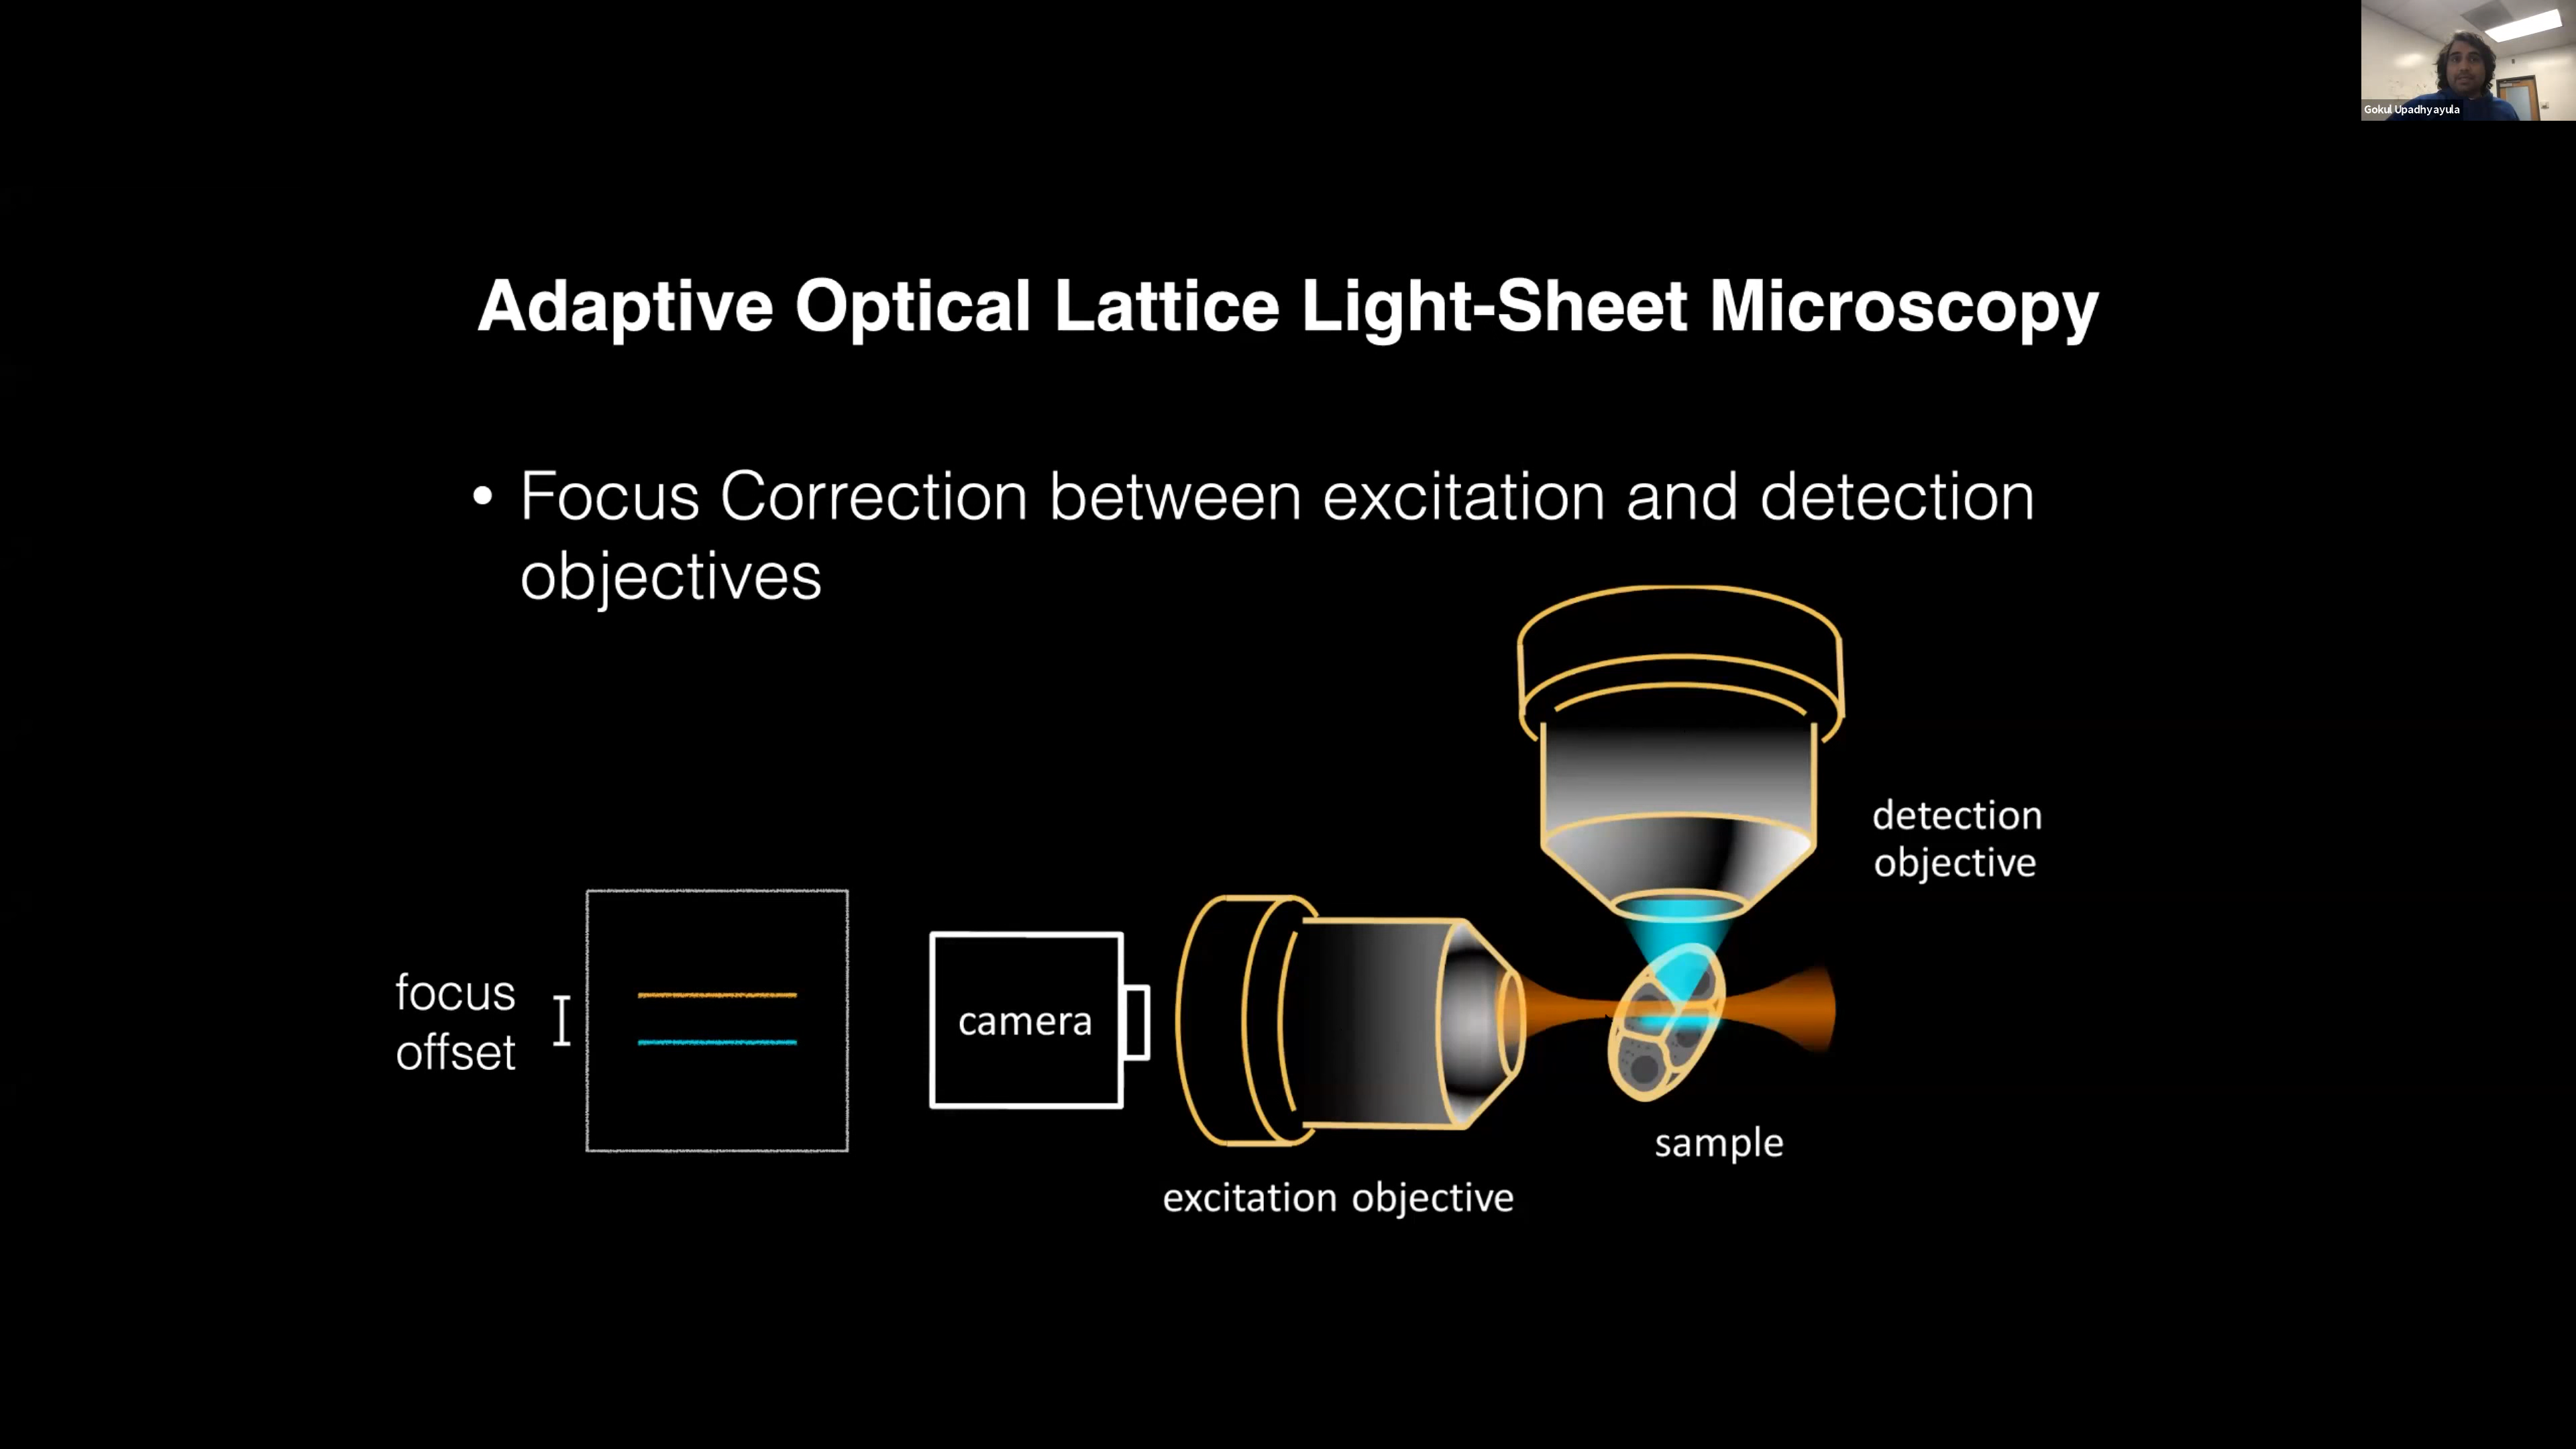 Gokul Upadhyayula
Adaptive Optical Lattice Light-Sheet Microscopy
• Focus Correction between excitation and detection
objectives
detection
objective
focus
offset
camera
sample
excitation objective